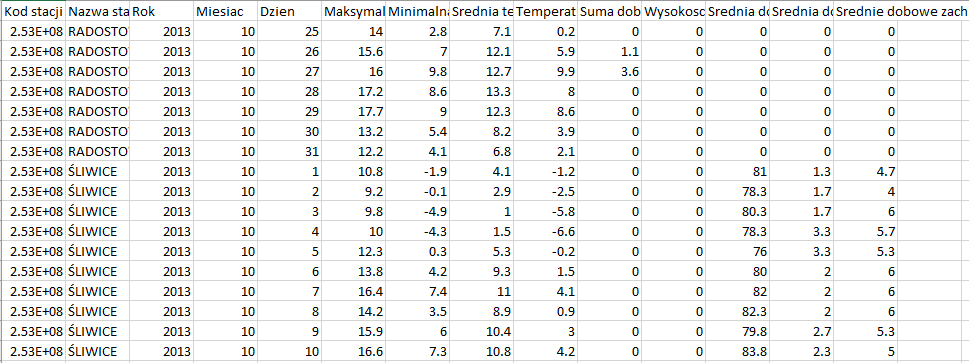 Kod stacji Nazwa sta Rok Miesiac Dzien Maksymal Minimalna Srednia te Temperat Suma dob Wysokosc Srednia do Srednia do Srednie dobowe zach
2.53E+08 RADOSTO 2013 10 25 14 2.8 7.1 0.2 0 0 0 0 0
2.53E+08 RADOSTO 2013 10 26 15.6 7 12.1 5.9 1.1 0 0 0 0
2.53E+08 RADOSTO 2013 10 27 16 9.8 12.7 9.9 3.6 0 0 0 0
2.53E+08 RADOSTO 2013 10 28 17.2 8.6 13.3 8 0 0 0 0 0
2.53E+08 RADOSTO 2013 10 29 17.7 9 12.3 8.6 0 0 0 0 0
2.53E+08 RADOSTO 2013 10 30 13.2 5.4 8.2 3.9 0 0 0 0 0
2.53E+08 RADOSTO 2013 10 31 12.2 4.1 6.8 2.1 0 0 0 0 0
2.53E+08 ŚLIWICE 2013 10 1 10.8 -1.9 4.1 -1.2 0 0 81 1.3 4.7
2.53E+08 ŚLIWICE 2013 10 2 9.2 -0.1 2.9 -2.5 0 0 78.3 1.7 4
2.53E+08 ŚLIWICE 2013 10 3 9.8 -4.9 1 -5.8 0 0 80.3 1.7 6
2.53E+08 ŚLIWICE 2013 10 4 10 -4.3 1.5 -6.6 0 0 78.3 3.3 5.7
2.53E+08 ŚLIWICE 2013 10 5 12.3 0.3 5.3 -0.2 0 0 76 3.3 5.3
2.53E+08 ŚLIWICE 2013 10 6 13.8 4.2 9.3 1.5 0 0 80 2 6
2.53E+08 ŚLIWICE 2013 10 7 16.4 7.4 11 4.1 0 0 82 2 6
2.53E+08 ŚLIWICE 2013 10 8 14.2 3.5 8.9 0.9 0 0 82.3 2 6
2.53E+08 ŚLIWICE 2013 10 9 15.9 6 10.4 3 0 0 79.8 2.7 5.3
2.53E+08 ŚLIWICE 2013 10 10 16.6 7.3 10.8 4.2 0 0 83.8 2.3 5